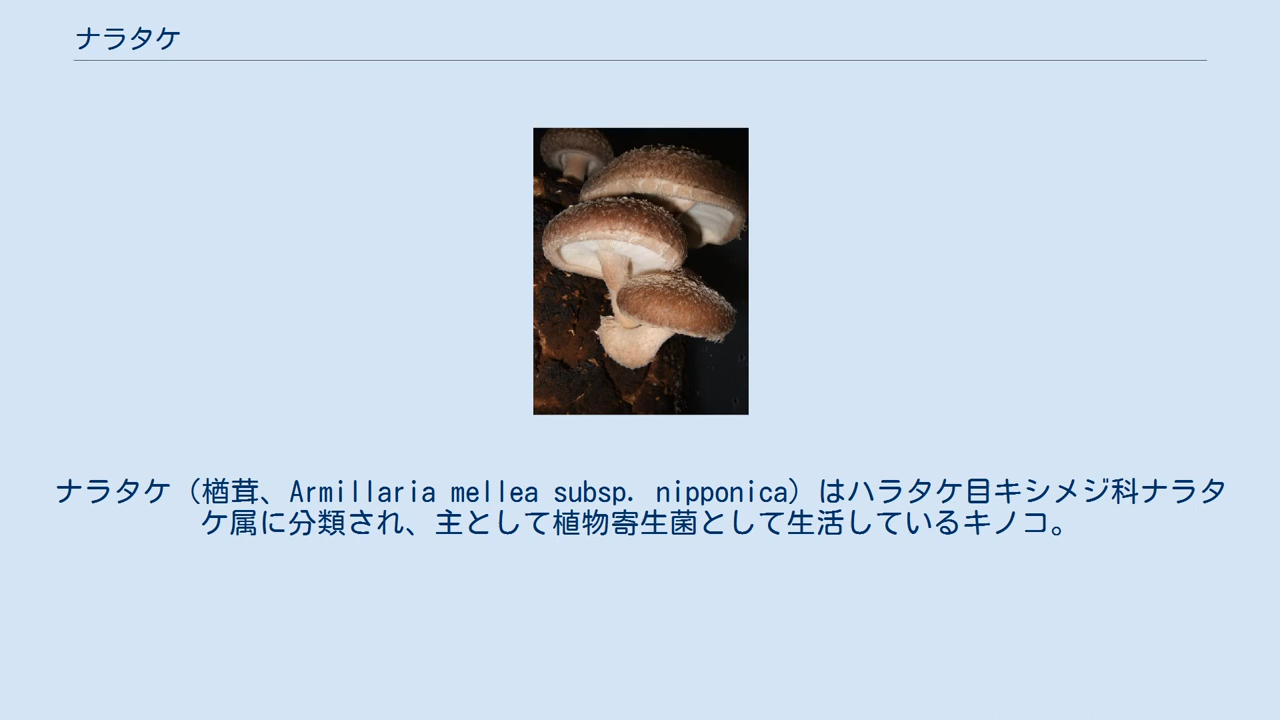 ナラタケ
ナラタケ（楢茸、Armillaria mellea subsp. nipponica）はハラタケ目キシメジ科ナラタ
ケ属に分類され、主として植物寄生菌として生活しているキノコ。